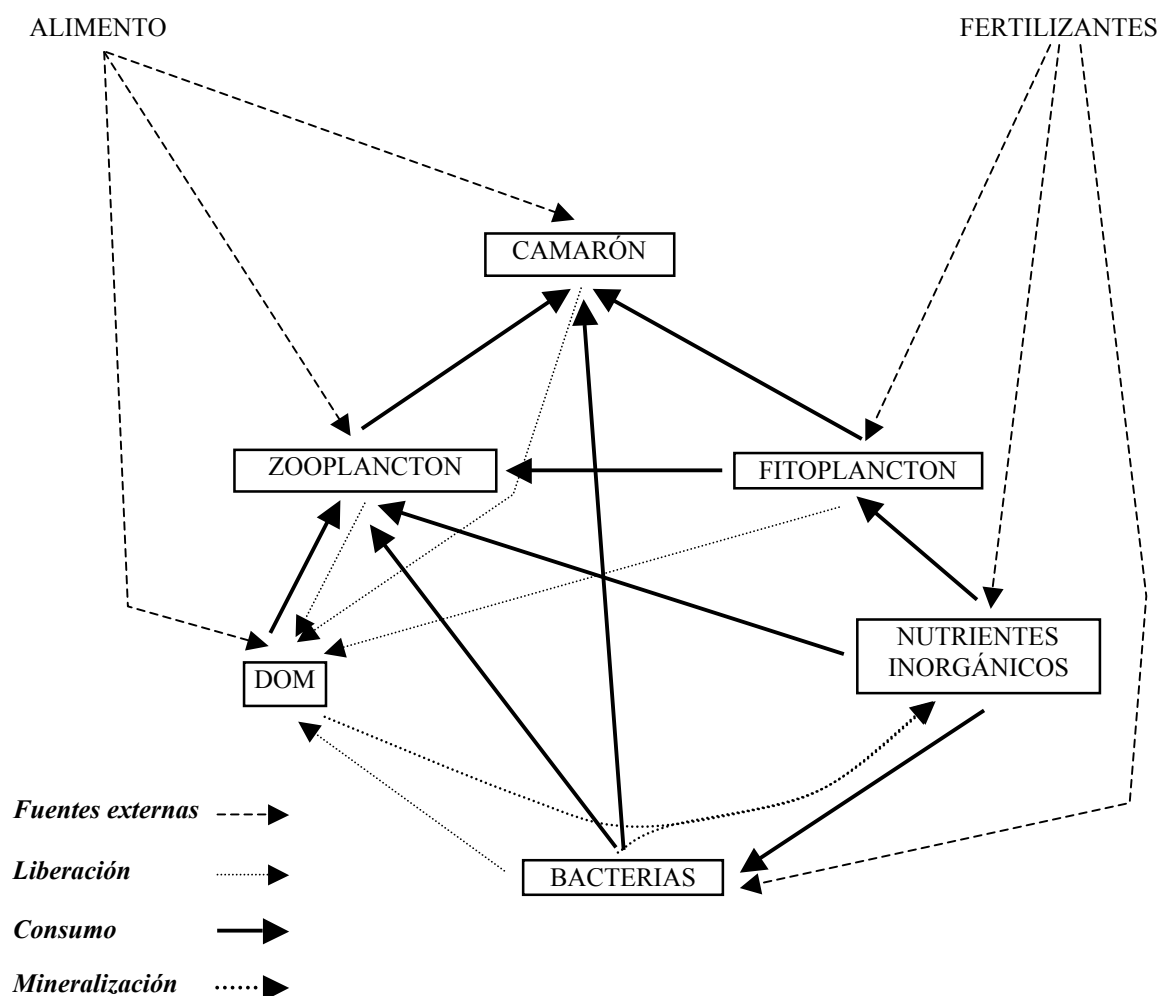 ALIMENTO
FERTILIZANTES
CAMARÓN
ZOOPLANCTON
FITOPLANCTON
NUTRIENTES
INORGÁNICOS
DOM
BACTERIAS
Fuentes externas
Liberación
Consumo
Mineralización